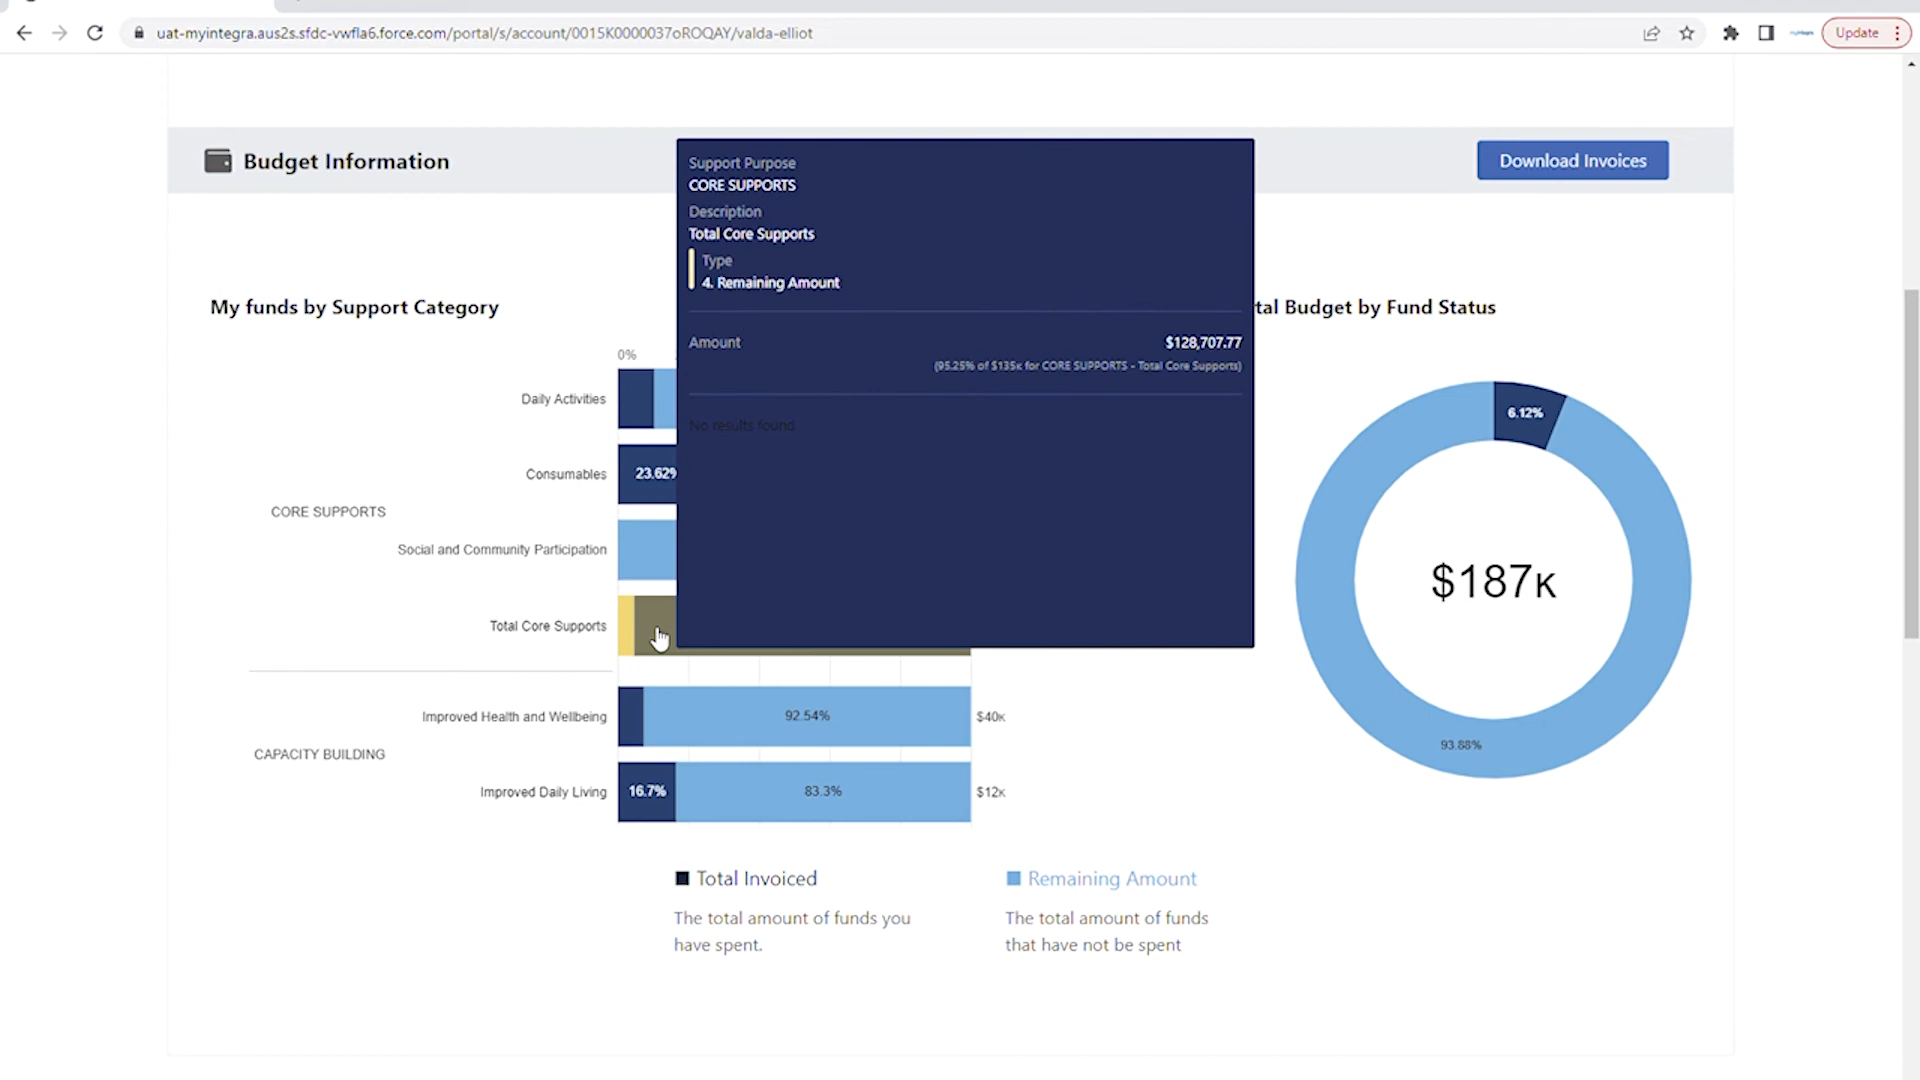 uat-myintegra.aus2s.sfdc-vwfla6.force.com/portal/s/account/0015K0000037oROQAY/valda-elliot
Update
Budget Information
Download Invoices
Support Purpose
CORE SUPPORTS
Description
Total Core Supports
Type
4. Remaining Amount
Amount
$128,707.77
(95.25% of $135K for CORE SUPPORTS - Total Core Supports)
No results found
My funds by Support Category
tal Budget by Fund Status
0%
Daily Activities
Consumables
23.62%
CORE SUPPORTS
Social and Community Participation
Total Core Supports
Improved Health and Wellbeing
92.54%
$40K
CAPACITY BUILDING
Improved Daily Living
16.7%
83.3%
$12K
6.12%
$187K
93.88%
Total Invoiced
The total amount of funds you
have spent.
Remaining Amount
The total amount of funds
that have not be spent